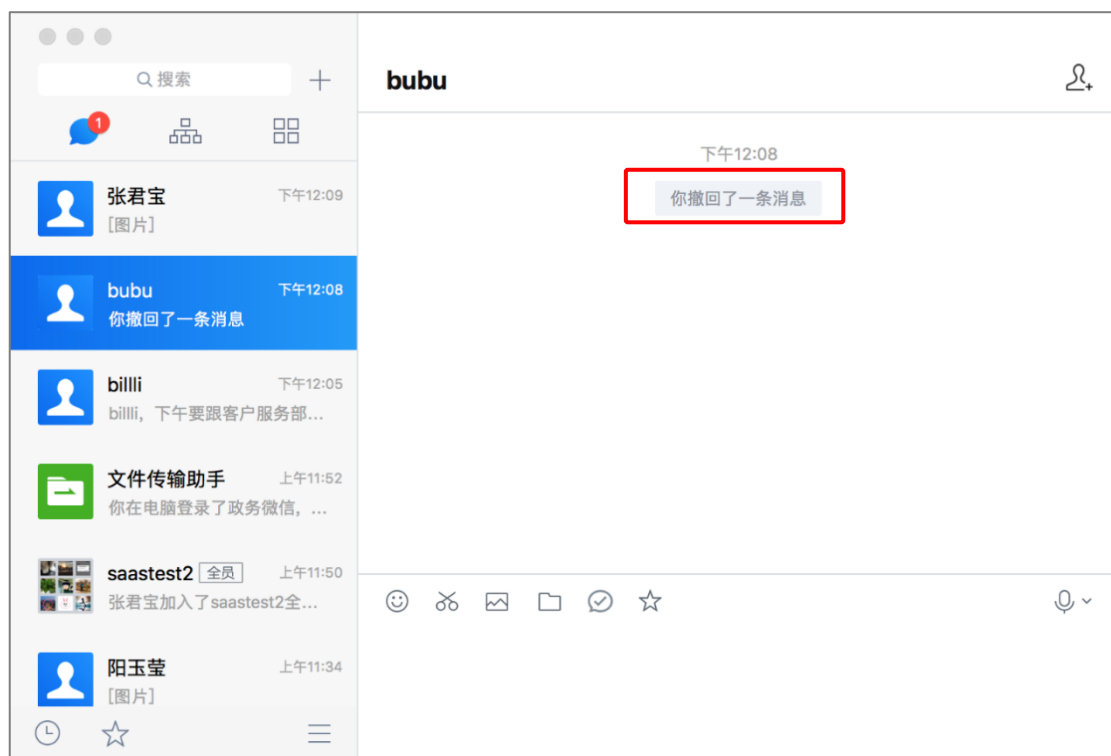 搜索
1
张君宝 下午12:09
[图片]
bubu 下午12:08
你撤回了一条消息
billli 下午12:05
billli，下午要跟客户服务部...
文件传输助手 上午11:52
你在电脑登录了政务微信，...
saastest2 全员 上午11:50
张君宝加入了saastest2全...
阳玉莹 上午11:34
[图片]
bubu
下午12:08
你撤回了一条消息